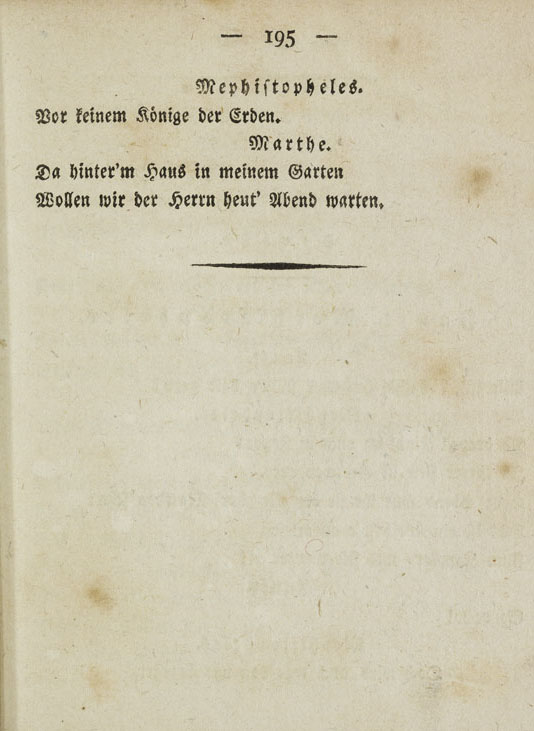 — 195 —
Mephiſtopheles.
Vor keinem Könige der Erden.
Marthe.
Da hinter'm Haus in meinem Garten
Wollen wir der Herrn heut' Abend warten.